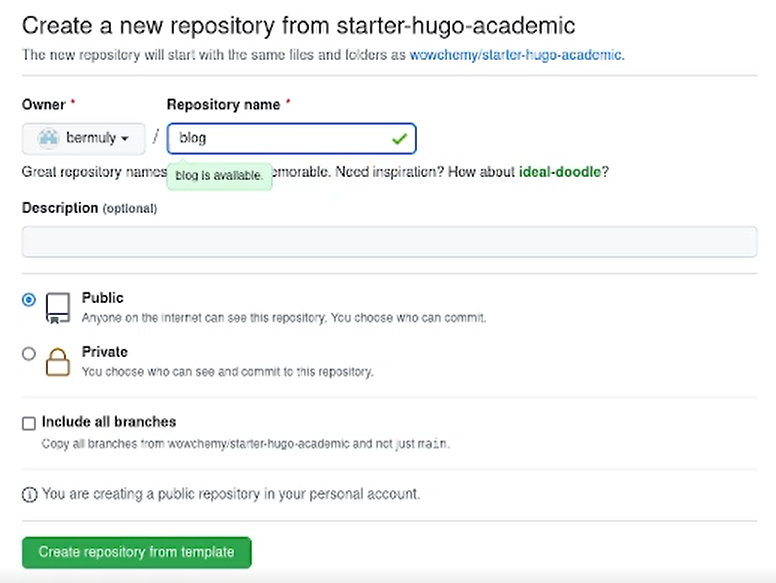 Create a new repository from starter-hugo-academic
The new repository will start with the same files and folders as wowchemy/starter-hugo-academic.
Owner * Repository name *
bermuly / blog
Great repository names emorable. Need inspiration? How about ideal-doodle?
blog is available.
Description (optional)
Public
Anyone on the internet can see this repository. You choose who can commit.
Private
You choose who can see and commit to this repository.
Include all branches
Copy all branches from wowchemy/starter-hugo-academic and not just main.
You are creating a public repository in your personal account.
Create repository from template